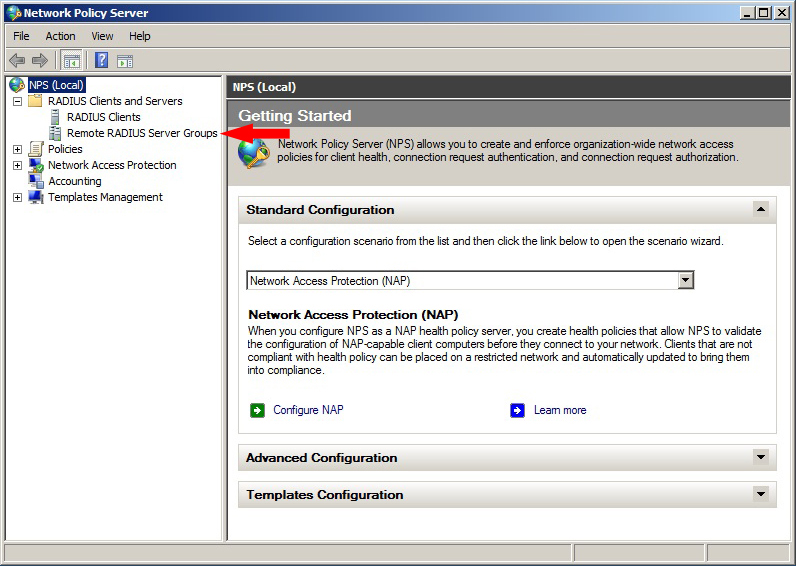 Network Policy Server
File Action View Help
NPS (Local)
RADIUS Clients and Servers
RADIUS Clients
Remote RADIUS Server Groups
Policies
Network Access Protection
Accounting
Templates Management
NPS (Local)
Getting Started
Network Policy Server (NPS) allows you to create and enforce organization-wide network access
policies for client health, connection request authentication, and connection request authorization.
Standard Configuration
Select a configuration scenario from the list and then click the link below to open the scenario wizard.
Network Access Protection (NAP)
Network Access Protection (NAP)
When you configure NPS as a NAP health policy server, you create health policies that allow NPS to validate
the configuration of NAP-capable client computers before they connect to your network. Clients that are not
compliant with health policy can be placed on a restricted network and automatically updated to bring them
into compliance.
Configure NAP Learn more
Advanced Configuration
Templates Configuration